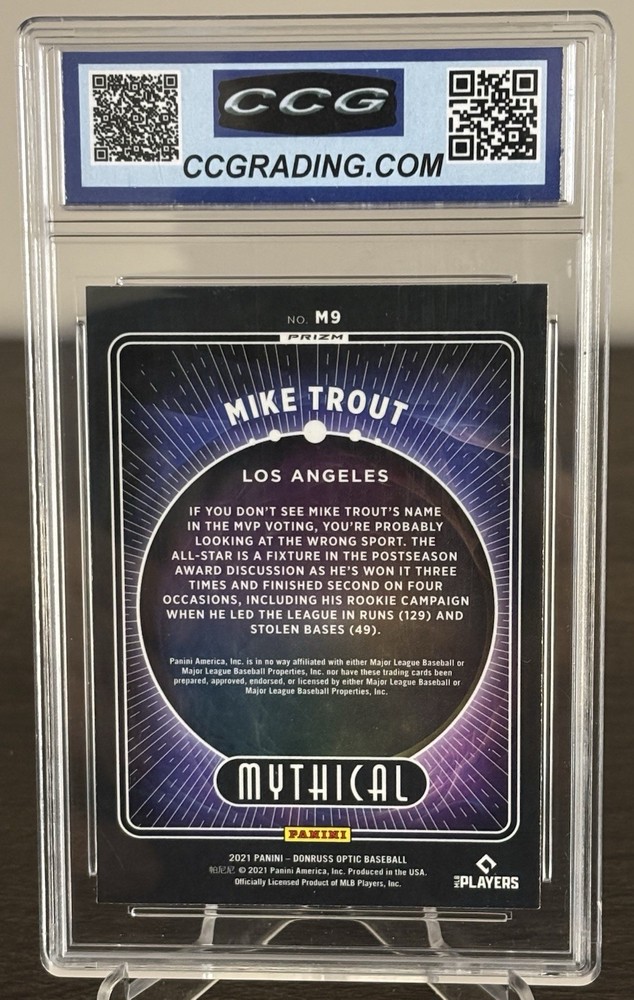 CCG
CCGRADING.COM
NO. M9
PRIZM
MIKE TROUT
LOS ANGELES
IF YOU DON'T SEE MIKE TROUT'S NAME
IN THE MVP VOTING, YOU'RE PROBABLY
LOOKING AT THE WRONG SPORT. THE
ALL-STAR IS A FIXTURE IN THE POSTSEASON
AWARD DISCUSSION AS HE'S WON IT THREE
TIMES AND FINISHED SECOND ON FOUR
OCCASIONS, INCLUDING HIS ROOKIE CAMPAIGN
WHEN HE LED THE LEAGUE IN RUNS (129) AND
STOLEN BASES (49).
Panini America, Inc. is in no way affiliated with either Major League Baseball or
Major League Baseball Properties, Inc. nor have these trading cards been
prepared, approved, endorsed, or licensed by either Major League Baseball or
Major League Baseball Properties, Inc.
MYTHICAL
PANINI
2021 PANINI – DONRUSS OPTIC BASEBALL
帕尼尼 © 2021 Panini America, Inc. Produced in the USA.
Officially Licensed Product of MLB Players, Inc.
MLB PLAYERS